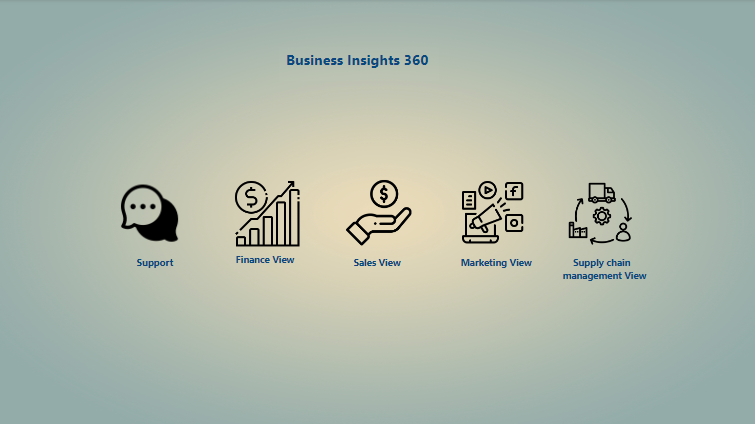 Business Insights 360
Support
Finance View
Sales View
Marketing View
Supply chain
management View